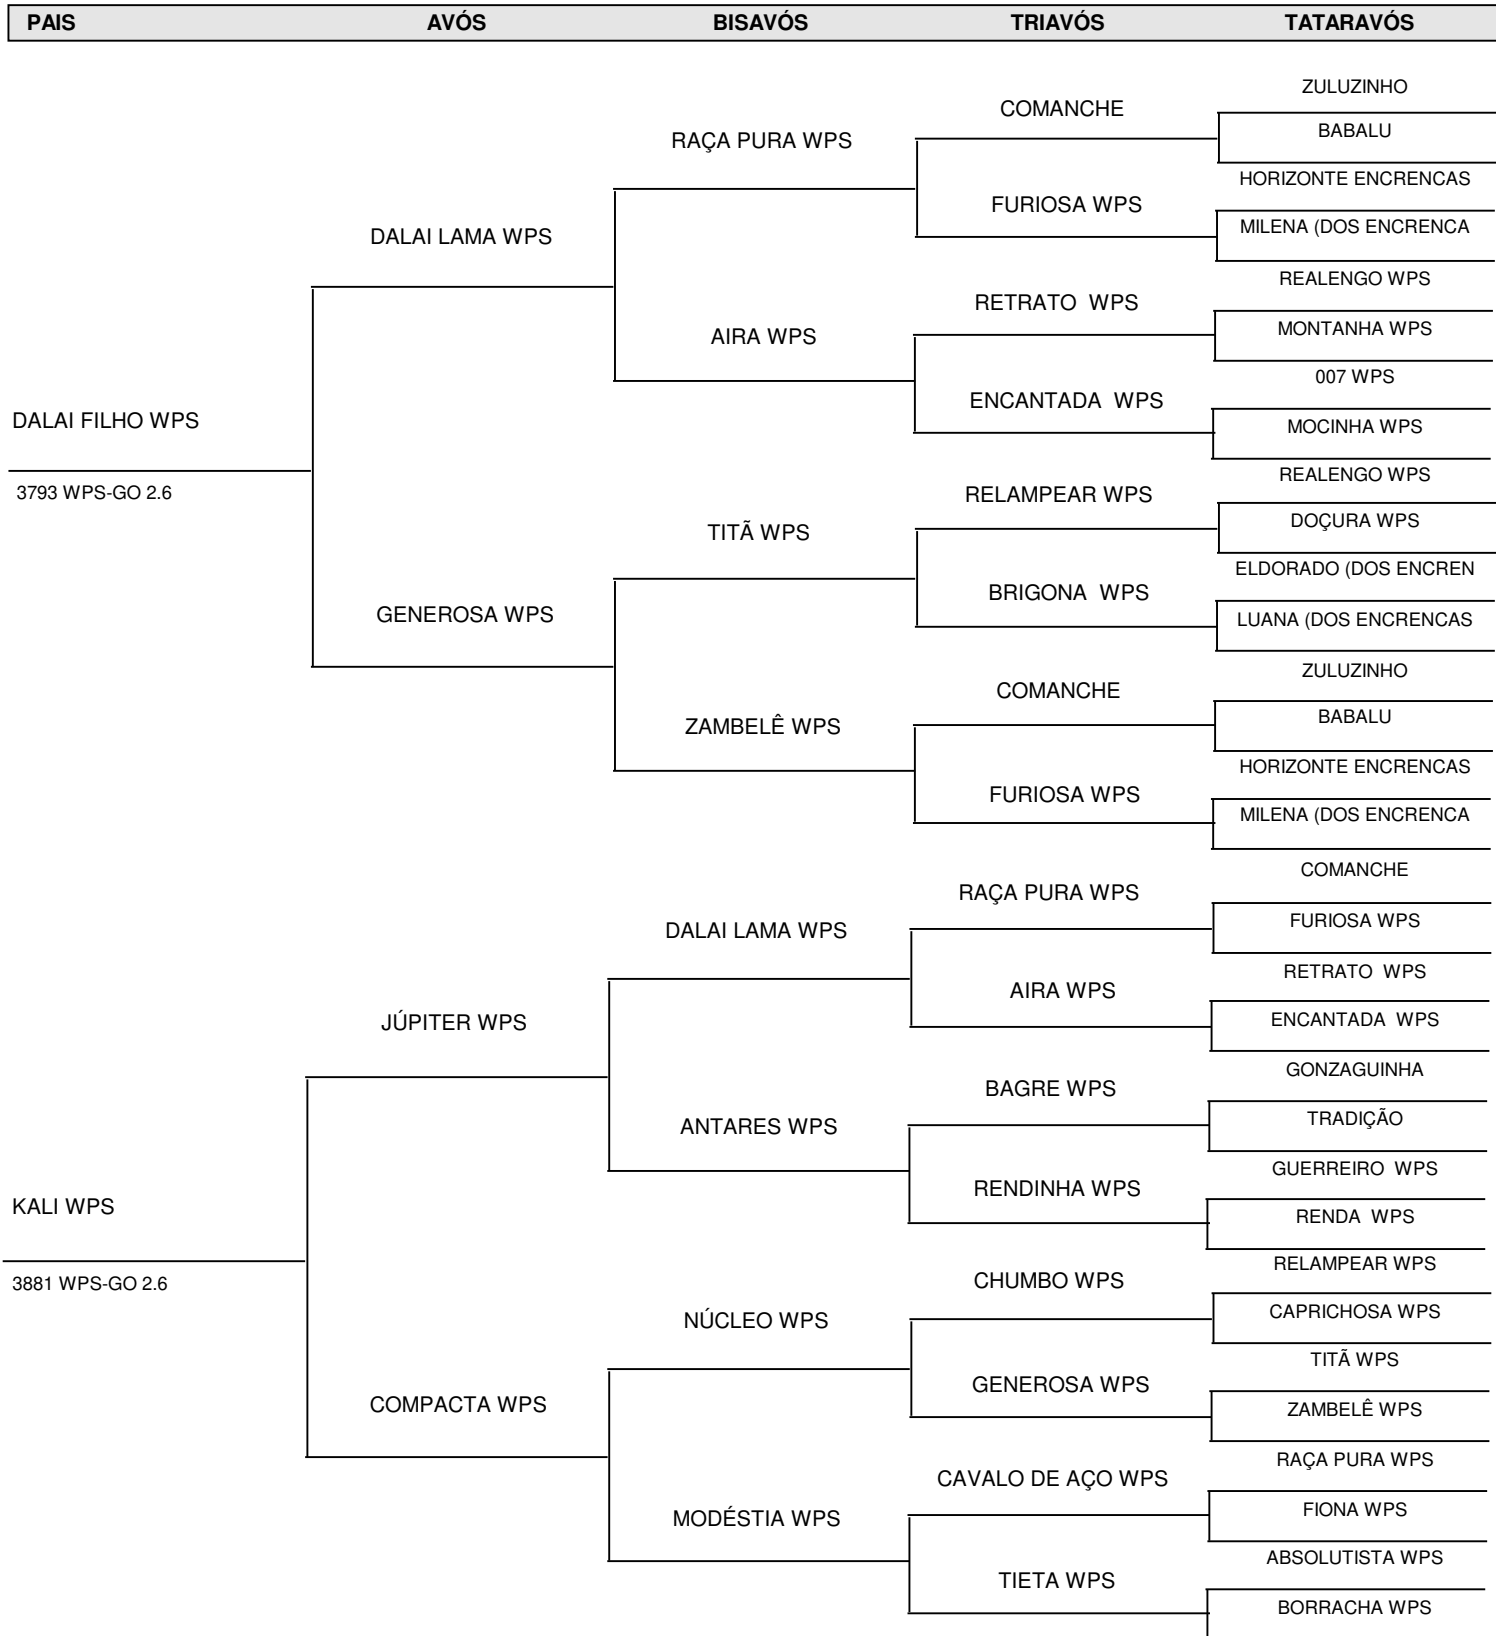 PAIS AVÓS BISAVÓS TRIAVÓS TATARAVÓS
ZULUZINHO
COMANCHE
BABALU
RAÇA PURA WPS
HORIZONTE ENCRENCAS
FURIOSA WPS
MILENA (DOS ENCRENCA
DALAI LAMA WPS
REALENGO WPS
RETRATO  WPS
MONTANHA WPS
AIRA WPS
007 WPS
ENCANTADA  WPS
MOCINHA WPS
DALAI FILHO WPS
3793 WPS-GO 2.6
REALENGO WPS
RELAMPEAR WPS
DOÇURA WPS
TITÃ WPS
ELDORADO (DOS ENCREN
BRIGONA  WPS
LUANA (DOS ENCRENCAS
GENEROSA WPS
ZULUZINHO
COMANCHE
BABALU
ZAMBELÊ WPS
HORIZONTE ENCRENCAS
FURIOSA WPS
MILENA (DOS ENCRENCA
COMANCHE
RAÇA PURA WPS
FURIOSA WPS
DALAI LAMA WPS
RETRATO  WPS
AIRA WPS
ENCANTADA  WPS
JÚPITER WPS
GONZAGUINHA
BAGRE WPS
TRADIÇÃO
ANTARES WPS
GUERREIRO  WPS
RENDINHA WPS
RENDA  WPS
KALI WPS
3881 WPS-GO 2.6
RELAMPEAR WPS
CHUMBO WPS
CAPRICHOSA WPS
NÚCLEO WPS
TITÃ WPS
GENEROSA WPS
ZAMBELÊ WPS
COMPACTA WPS
RAÇA PURA WPS
CAVALO DE AÇO WPS
FIONA WPS
MODÉSTIA WPS
ABSOLUTISTA WPS
TIETA WPS
BORRACHA WPS